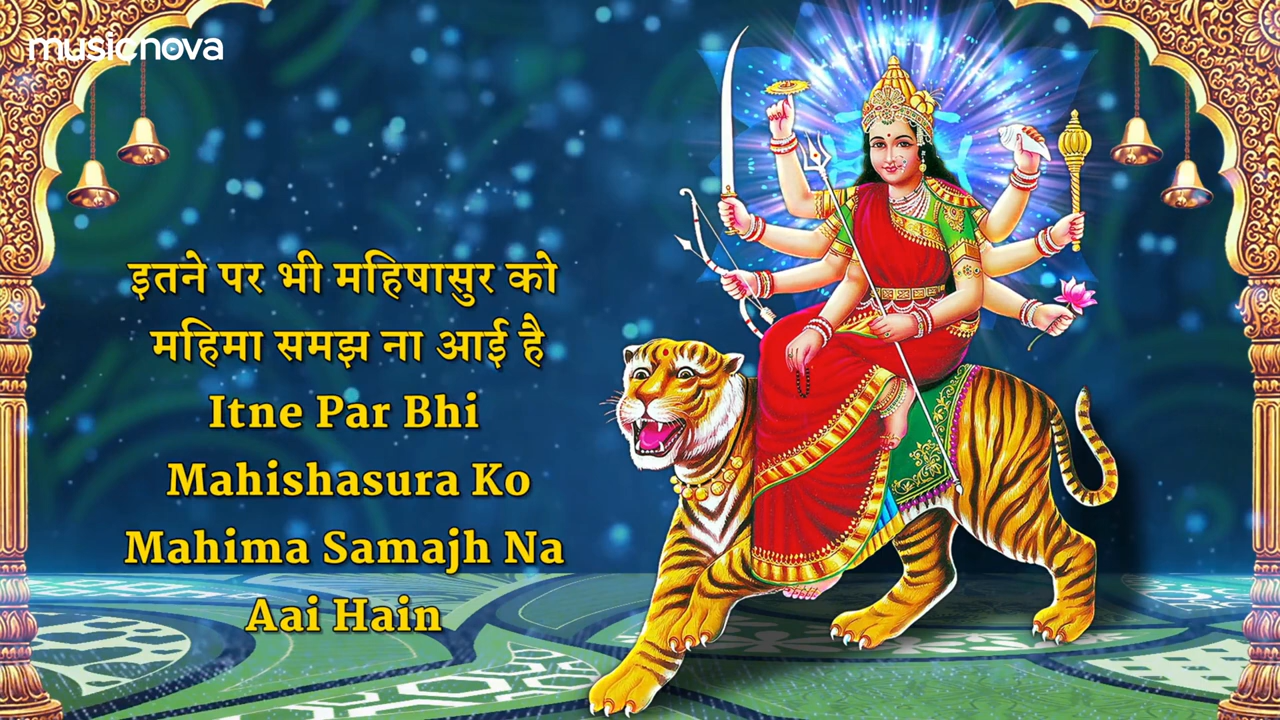 musicnova
इतने पर भी महिषासुर को
महिमा समझ ना आई है
Itne Par Bhi
Mahishasura Ko
Mahima Samajh Na
Aai Hain